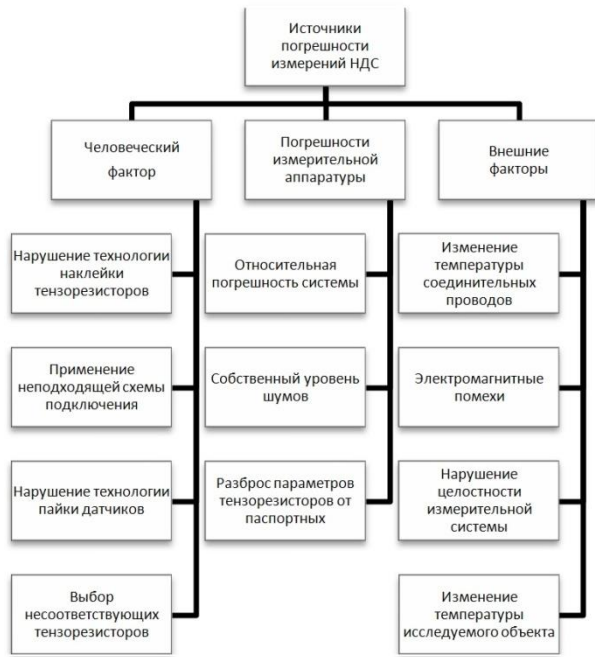 Источники
погрешности
измерений НДС
Человеческий
фактор
Погрешности
измерительной
аппаратуры
Внешние
факторы
Нарушение технологии
наклейки
тензорезисторов
Относительная
погрешность системы
Изменение
температуры
соединительных
проводов
Применение
неподходящей схемы
подключения
Собственный уровень
шумов
Электромагнитные
помехи
Нарушение технологии
пайки датчиков
Разброс параметров
тензорезисторов от
паспортных
Нарушение
целостности
измерительной
системы
Выбор
несоответствующих
тензорезисторов
Изменение
температуры
исследуемого объекта